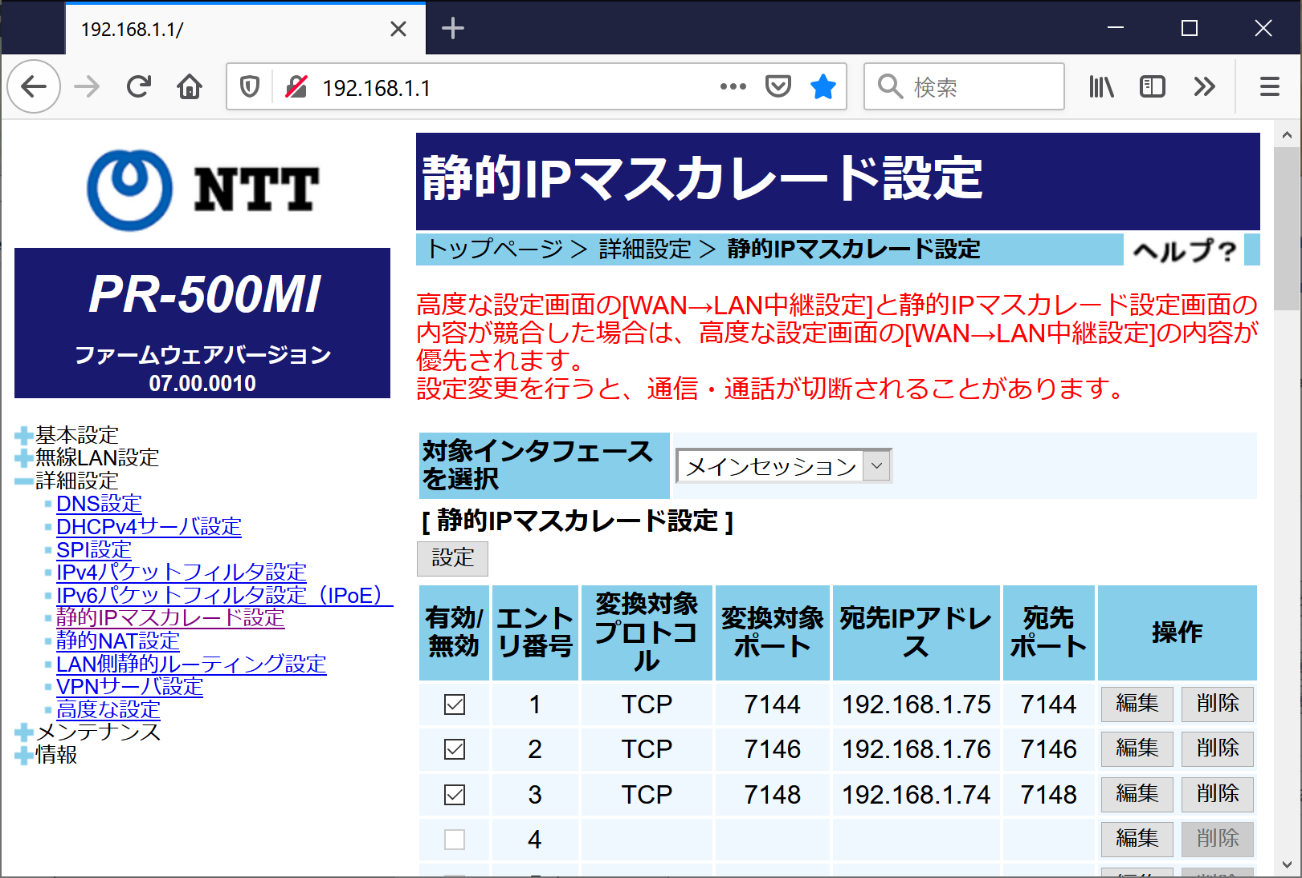 192.168.1.1/
192.168.1.1
検索
NTT
PR-500MI
ファームウェアバージョン
07.00.0010
基本設定
無線LAN設定
詳細設定
DNS設定
DHCPv4サーバ設定
SPI設定
IPv4パケットフィルタ設定
IPv6パケットフィルタ設定（IPoE）
静的IPマスカレード設定
静的NAT設定
LAN側静的ルーティング設定
VPNサーバ設定
高度な設定
メンテナンス
情報
静的IPマスカレード設定
トップページ ＞ 詳細設定 ＞ 静的IPマスカレード設定
ヘルプ?
高度な設定画面の[WAN→LAN中継設定]と静的IPマスカレード設定画面の
内容が競合した場合は、高度な設定画面の[WAN→LAN中継設定]の内容が
優先されます。
設定変更を行うと、通信・通話が切断されることがあります。
対象インタフェース
を選択
メインセッション
[ 静的IPマスカレード設定 ]
設定
有効/
無効
エント
リ番号
変換対象
プロトコ
ル
変換対象
ポート
宛先IPアドレ
ス
宛先
ポート
操作
1 TCP 7144 192.168.1.75 7144 編集 削除
2 TCP 7146 192.168.1.76 7146 編集 削除
3 TCP 7148 192.168.1.74 7148 編集 削除
4 編集 削除